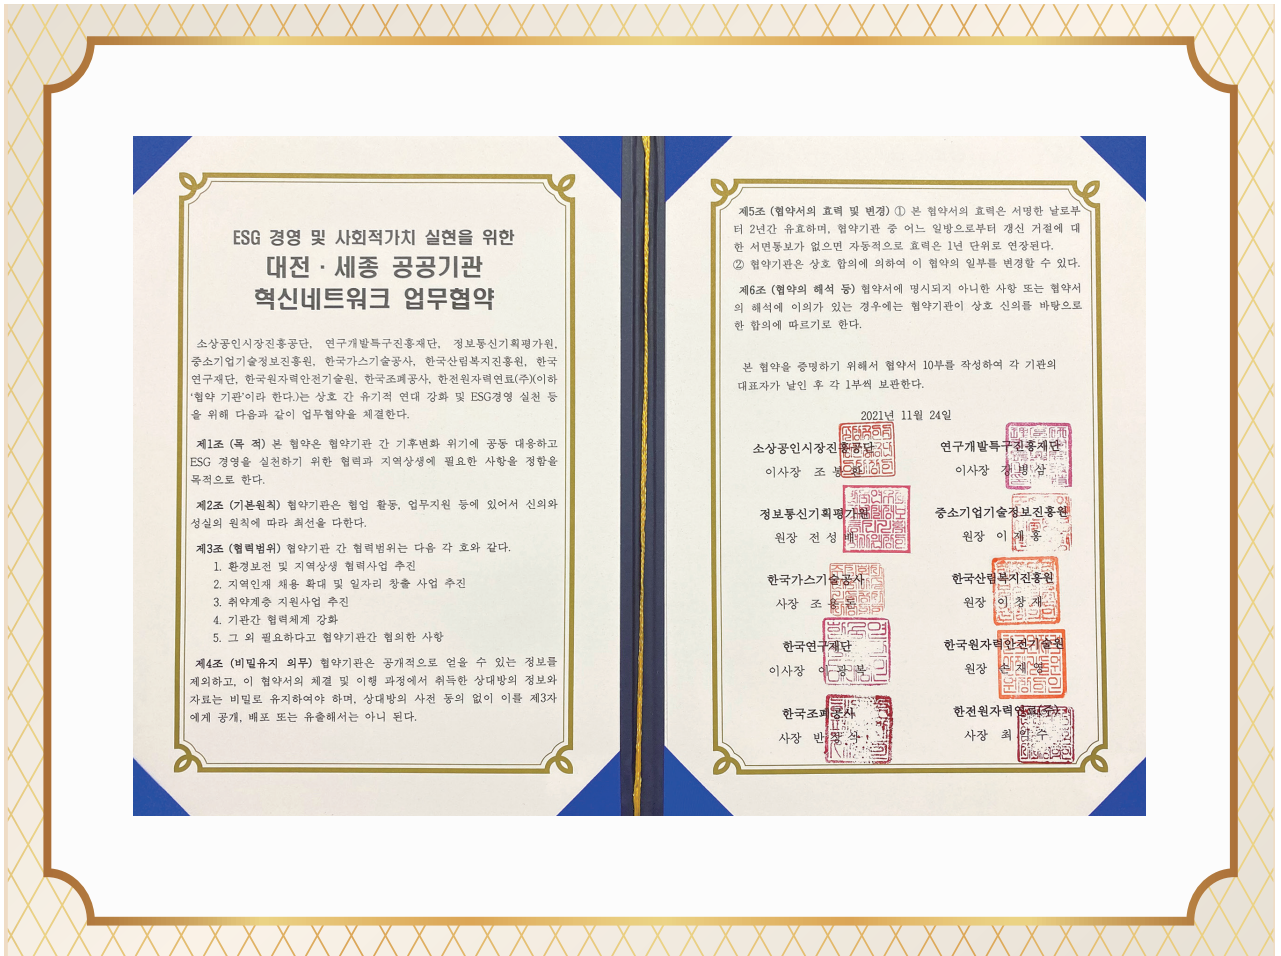 ESG 경영 및 사회적가치 실현을 위한
대전 · 세종 공공기관
혁신네트워크 업무협약
소상공인시장진흥공단, 연구개발특구진흥재단, 정보통신기획평가원,
중소기업기술정보진흥원, 한국가스기술공사, 한국산림복지진흥원, 한국
연구재단, 한국원자력안전기술원, 한국조폐공사, 한전원자력연료(주)(이하
'협약 기관'이라 한다.)는 상호 간 유기적 연대 강화 및 ESG경영 실천 등
을 위해 다음과 같이 업무협약을 체결한다.
제1조 (목 적) 본 협약은 협약기관 간 기후변화 위기에 공동 대응하고
ESG 경영을 실천하기 위한 협력과 지역상생에 필요한 사항을 정함을
목적으로 한다.
제2조 (기본원칙) 협약기관은 협업 활동, 업무지원 등에 있어서 신의와
성실의 원칙에 따라 최선을 다한다.
제3조 (협력범위) 협약기관 간 협력범위는 다음 각 호와 같다.
1. 환경보전 및 지역상생 협력사업 추진
2. 지역인재 채용 확대 및 일자리 창출 사업 추진
3. 취약계층 지원사업 추진
4. 기관간 협력체계 강화
5. 그 외 필요하다고 협약기관간 협의한 사항
제4조 (비밀유지 의무) 협약기관은 공개적으로 얻을 수 있는 정보를
제외하고, 이 협약서의 체결 및 이행 과정에서 취득한 상대방의 정보와
자료는 비밀로 유지하여야 하며, 상대방의 사전 동의 없이 이를 제3자
에게 공개, 배포 또는 유출해서는 아니 된다.
제5조 (협약서의 효력 및 변경) ① 본 협약서의 효력은 서명한 날로부
터 2년간 유효하며, 협약기관 중 어느 일방으로부터 갱신 거절에 대
한 서면통보가 없으면 자동적으로 효력은 1년 단위로 연장된다.
② 협약기관은 상호 합의에 의하여 이 협약의 일부를 변경할 수 있다.
제6조 (협약의 해석 등) 협약서에 명시되지 아니한 사항 또는 협약서
의 해석에 이의가 있는 경우에는 협약기관이 상호 신의를 바탕으로
한 합의에 따르기로 한다.
본 협약을 증명하기 위해서 협약서 10부를 작성하여 각 기관의
대표자가 날인 후 각 1부씩 보관한다.
2021년 11월 24일
소상공인시장진흥공단 연구개발특구진흥재단
이사장 조 봉 환 이사장 강 병 삼
정보통신기획평가원 중소기업기술정보진흥원
원장 전 성 배 원장 이 재 홍
한국가스기술공사 한국산림복지진흥원
사장 조 용 돈 원장 이 창 재
한국연구재단 한국원자력안전기술원
이사장 이 광 복 원장 손 재 영
한국조폐공사 한전원자력연료(주)
사장 반 장 식 사장 최 익 수